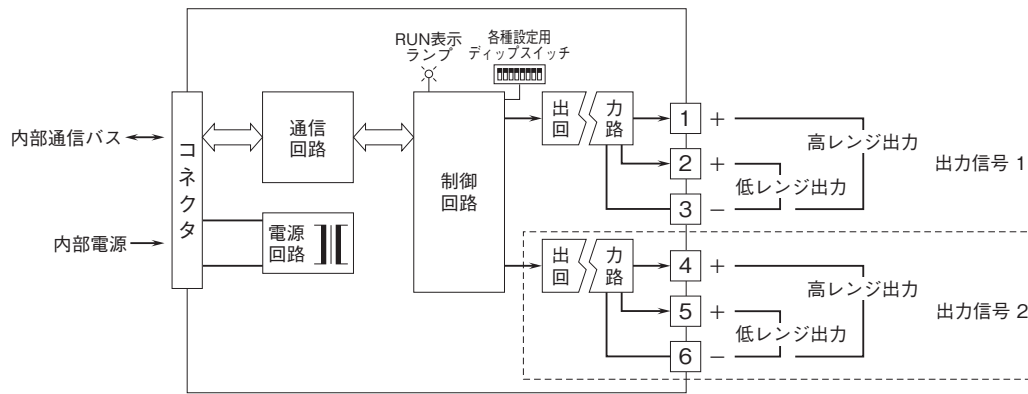 RUN表示
ランプ
各種設定用
ディップスイッチ
内部通信バス
コネクタ
通信
回路
制御
回路
内部電源
電源
回路
出 力
回 路
1 +
2 +
3 −
高レンジ出力
低レンジ出力
出力信号 1
出 力
回 路
4 +
5 +
6 −
高レンジ出力
低レンジ出力
出力信号 2